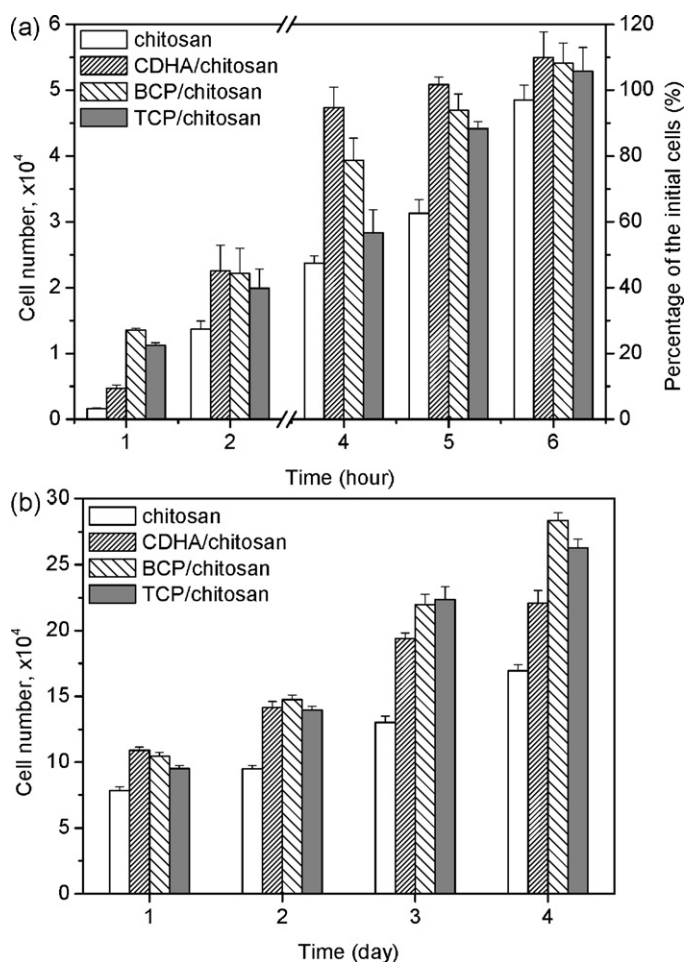 (a)
chitosan
CDHA/chitosan
BCP/chitosan
TCP/chitosan
Cell number, x10⁴
6
5
4
3
2
1
0
Percentage of the initial cells (%)
120
100
80
60
40
20
0
1 2 4 5 6
Time (hour)
(b)
chitosan
CDHA/chitosan
BCP/chitosan
TCP/chitosan
Cell number, x10⁴
30
25
20
15
10
5
0
1 2 3 4
Time (day)